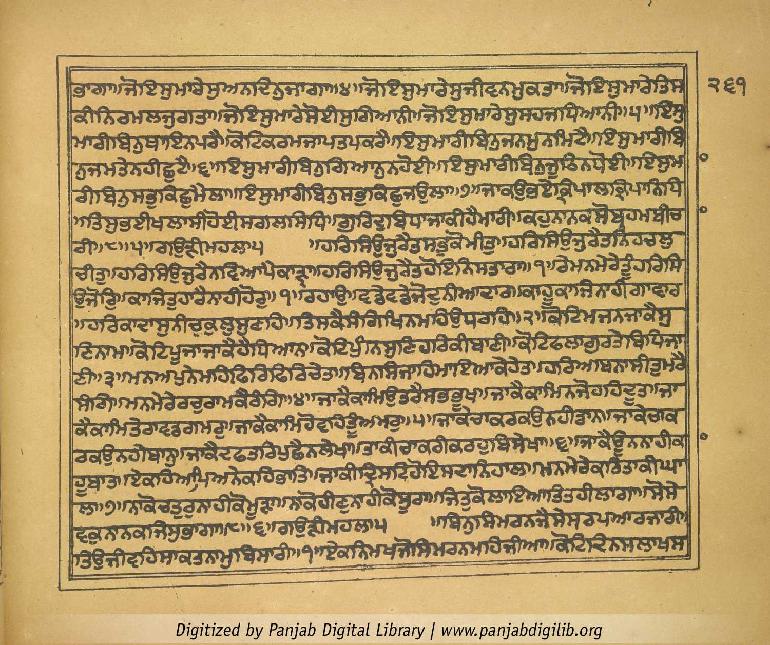 ਭਾਗਾ॥ਜੋਇਸੁਮਾਰੇਸੁਅਨਦਿਨੁਜਾਗਾ॥੪॥ਜੋਇਸੁਮਾਰੇਸੁਜੀਵਨਮੁਕਤਾ॥ਜੋਇਸੁਮਾਰੇਤਿਸ ੨੬੧
ਕੀਨਿਰਮਲਜੁਗਤਾ॥ਜੋਇਸੁਮਾਰੇਸੋਈਸੁਗਿਆਨੀ॥ਜੋਇਸੁਮਾਰੇਸੁਸਹਜਧਿਆਨੀ॥੫॥ਇਸੁ
ਮਾਰੀਬਿਨੁਥਾਇਨਪਰੈ॥ਕੋਟਿਕਰਮਜਾਪਤਪਕਰੈ॥ਇਸੁਮਾਰੀਬਿਨੁਜਨਮੁਨਮਿਟੈ॥ਇਸੁਮਾਰੀਬਿ
ਨੁਜਮਤੇਨਹੀਛੁਟੈ॥੬॥ਇਸੁਮਾਰੀਬਿਨੁਗਿਆਨੁਨਹੋਈ॥ਇਸੁਮਾਰੀਬਿਨੁਜੂਠਿਨਧੋਈ॥ਇਸੁਮਾ
ਰੀਬਿਨੁਸਭੁਕਿਛੁਮੈਲਾ॥ਇਸੁਮਾਰੀਬਿਨੁਸਭੁਕਿਛੁਜਉਲਾ॥੭॥ਜਾਕਉਭਏਕ੍ਰਿਪਾਲਕ੍ਰਿਪਾਨਿਧਿ
॥ਤਿਸੁਭਈਖਲਾਸੀਹੋਈਸਗਲਸਿਧਿ॥ਗੁਰਿਦੁਬਿਧਾਜਾਕੀਹੈਮਾਰੀ॥ਕਹੁਨਾਨਕਸੋਬ੍ਰਹਮਬੀਚਾ
ਰੀ॥੮॥੫॥ਗਉੜੀਮਹਲਾ੫ ॥ਹਰਿਸਿਉਜੁਰੈਤਸਭੁਕੋਮੀਤੁ॥ਹਰਿਸਿਉਜੁਰੈਤਨਿਹਚਲੁ
ਚੀਤੁ॥ਹਰਿਸਿਉਜੁਰੈਨਵਿਆਪੈਕਾੜ੍ਹਾ॥ਹਰਿਸਿਉਜੁਰੈਤਹੋਇਨਿਸਤਾਰਾ॥੧॥ਰੇਮਨਮੇਰੇਤੂੰਹਰਿਸਿ
ਉਜੋਰੁ॥ਕਾਜਿਤੁਹਾਰੈਨਾਹੀਹੋਰੁ॥੧॥ਰਹਾਉ॥ਵਡੇਵਡੇਜੋਦੁਨੀਆਦਾਰ॥ਕਾਹੂਕਾਜਿਨਾਹੀਗਾਵਾਰ
॥ਹਰਿਕਾਦਾਸੁਨੀਚਕੁਲੁਸੁਣਹਿ॥ਤਿਸਕੈਸੰਗਿਖਿਨਮਹਿਉਧਰਹਿ॥੨॥ਕੋਟਿਮਜਨਜਾਕੈਸੁ
ਣਿਨਾਮ॥ਕੋਟਿਪੂਜਾਜਾਕੈਹੈਧਿਆਨ॥ਕੋਟਿਪੁੰਨਸੁਣਿਹਰਿਕੀਬਾਣੀ॥ਕੋਟਿਫਲਾਗੁਰਤੇਬਿਧਿਜਾ
ਣੀ॥੩॥ਮਨਅਪੁਨੇਮਹਿਫਿਰਿਫਿਰਿਚੇਤ॥ਬਿਨਸਿਜਾਹਿਮਾਇਆਕੇਹੇਤ॥ਹਰਿਅਬਿਨਾਸੀਤੁਮਰੈ
ਸੰਗਿ॥ਮਨਮੇਰੇਰਚੁਰਾਮਕੈਰੰਗਿ॥੪॥ਜਾਕੈਕਾਮਿਉਤਰੈਸਭਭੂਖ॥ਜਾਕੈਕਾਮਿਨਜੋਹਹਿਦੂਤ॥ਜਾ
ਕੈਕਾਮਿਤੇਰਾਵਡਗਮਰੁ॥ਜਾਕੈਕਾਮਿਹੋਵਹਿਤੂੰਅਮਰੁ॥੫॥ਜਾਕੇਚਾਕਰਕਉਨਹੀਡਾਨ॥ਜਾਕੇਚਾਕ
ਰਕਉਨਹੀਬਾਨ॥ਜਾਕੈਦਫਤਰਿਪੁਛੈਨਲੇਖਾ॥ਤਾਕੀਚਾਕਰੀਕਰਹੁਬਿਸੇਖਾ॥੬॥ਜਾਕੈਊਨਨਾਹੀਕਾ
ਹੂਬਾਤ॥ਏਕਹਿਆਪਿਅਨੇਕਹਿਭਾਤਿ॥ਜਾਕੀਦ੍ਰਿਸਟਿਹੋਇਸਦਾਨਿਹਾਲ॥ਮਨਮੇਰੇਕਰਿਤਾਕੀਘਾ
ਲ॥੭॥ਨਾਕੋਚਤੁਰੁਨਾਹੀਕੋਮੂੜਾ॥ਨਾਕੋਹੀਣੁਨਾਹੀਕੋਸੂਰਾ॥ਜਿਤੁਕੋਲਾਇਆਤਿਤਹੀਲਾਗਾ॥ਸੋਸੇ
ਵਕੁਨਾਨਕਜਿਸੁਭਾਗਾ॥੮॥੬॥ਗਉੜੀਮਹਲਾ੫ ॥ਬਿਨੁਸਿਮਰਨਜੈਸੇਸਰਪਆਰਜਾਰੀ॥
ਤਿਉਜੀਵਹਿਸਾਕਤਨਾਮੁਬਿਸਾਰੀ॥੧॥ਏਕਨਿਮਖਜੋਸਿਮਰਨਮਹਿਜੀਆ॥ਕੋਟਿਦਿਨਸਲਾਖਸ
Digitized by Panjab Digital Library | www.panjabdigilib.org